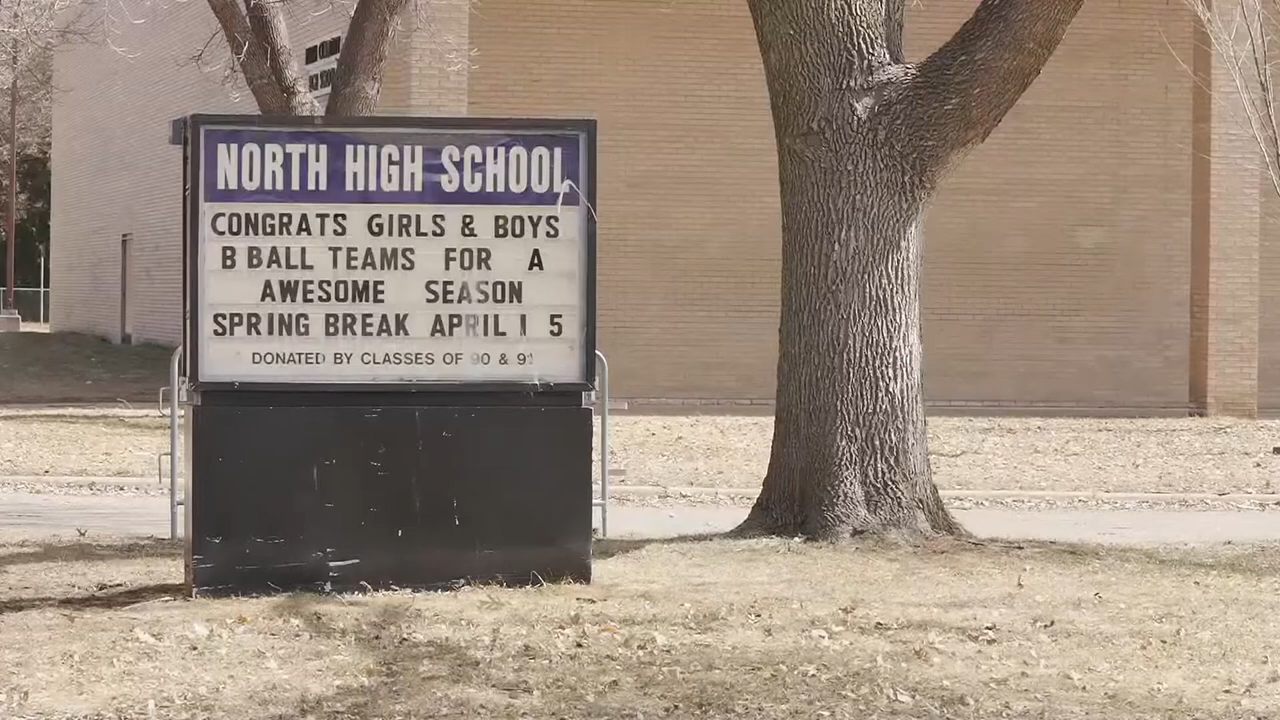 NORTH HIGH SCHOOL
CONGRATS GIRLS & BOYS
B BALL TEAMS FOR A
AWESOME SEASON
SPRING BREAK APRIL 1 5
DONATED BY CLASSES OF 90 & 91